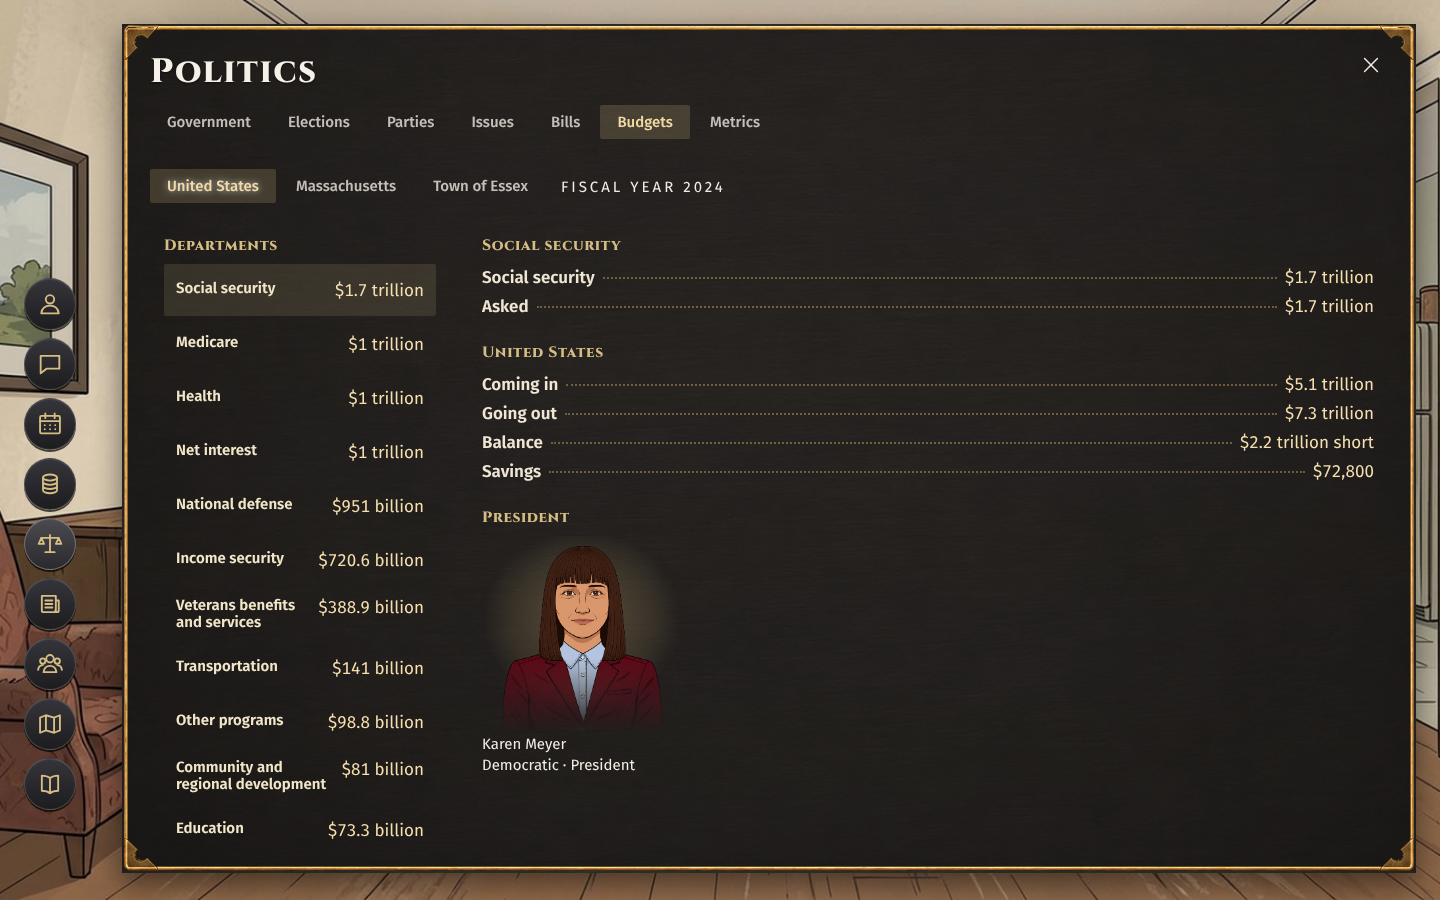 Politics
Government Elections Parties Issues Bills Budgets Metrics
United States Massachusetts Town of Essex FISCAL YEAR 2024
Departments
Social security $1.7 trillion
Medicare $1 trillion
Health $1 trillion
Net interest $1 trillion
National defense $951 billion
Income security $720.6 billion
Veterans benefits and services $388.9 billion
Transportation $141 billion
Other programs $98.8 billion
Community and regional development $81 billion
Education $73.3 billion
Social security
Social security $1.7 trillion
Asked $1.7 trillion
United States
Coming in $5.1 trillion
Going out $7.3 trillion
Balance $2.2 trillion short
Savings $72,800
President
Karen Meyer
Democratic · President